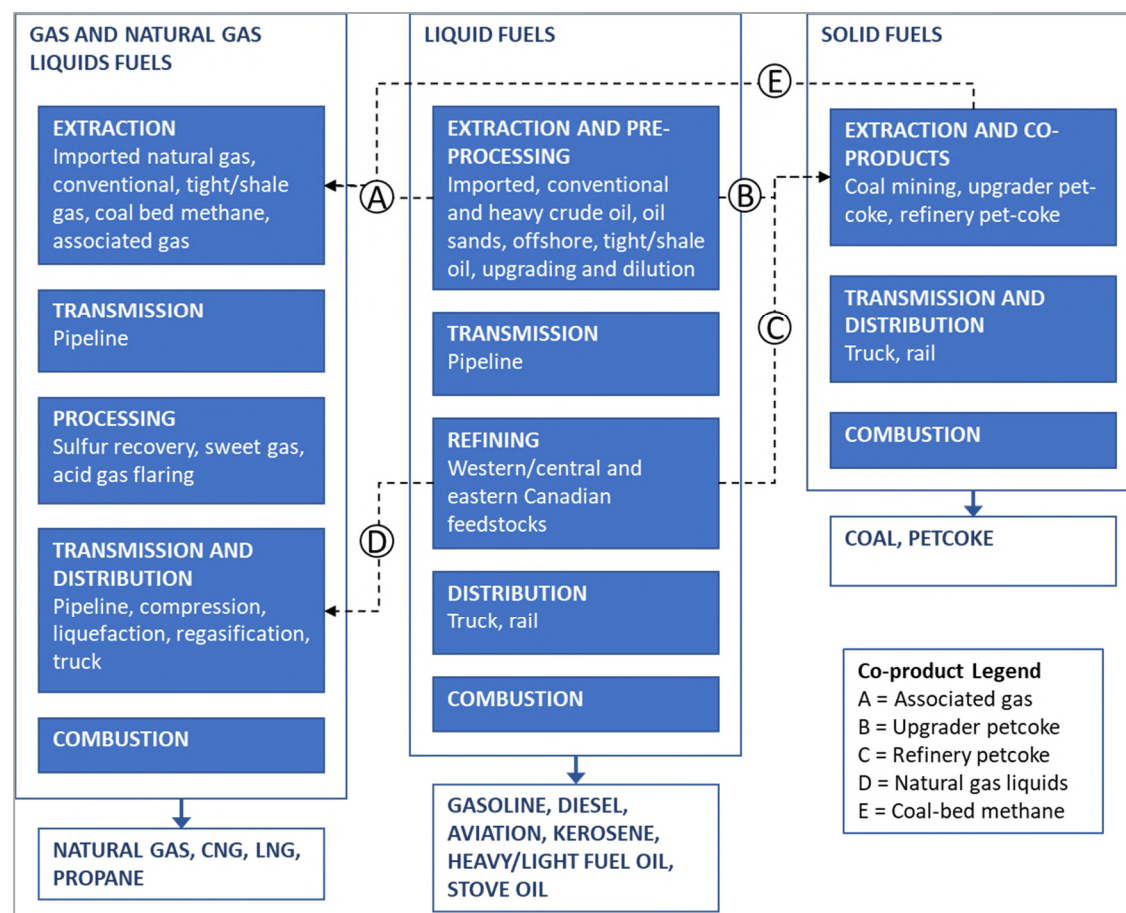 GAS AND NATURAL GAS
LIQUIDS FUELS
EXTRACTION
Imported natural gas,
conventional, tight/shale
gas, coal bed methane,
associated gas
TRANSMISSION
Pipeline
PROCESSING
Sulfur recovery, sweet gas,
acid gas flaring
TRANSMISSION AND
DISTRIBUTION
Pipeline, compression,
liquefaction, regasification,
truck
COMBUSTION
NATURAL GAS, CNG, LNG,
PROPANE
A
D
LIQUID FUELS
EXTRACTION AND PRE-
PROCESSING
Imported, conventional
and heavy crude oil, oil
sands, offshore, tight/shale
oil, upgrading and dilution
TRANSMISSION
Pipeline
REFINING
Western/central and
eastern Canadian
feedstocks
DISTRIBUTION
Truck, rail
COMBUSTION
GASOLINE, DIESEL,
AVIATION, KEROSENE,
HEAVY/LIGHT FUEL OIL,
STOVE OIL
E
B
C
SOLID FUELS
EXTRACTION AND CO-
PRODUCTS
Coal mining, upgrader pet-
coke, refinery pet-coke
TRANSMISSION AND
DISTRIBUTION
Truck, rail
COMBUSTION
COAL, PETCOKE
Co-product Legend
A = Associated gas
B = Upgrader petcoke
C = Refinery petcoke
D = Natural gas liquids
E = Coal-bed methane